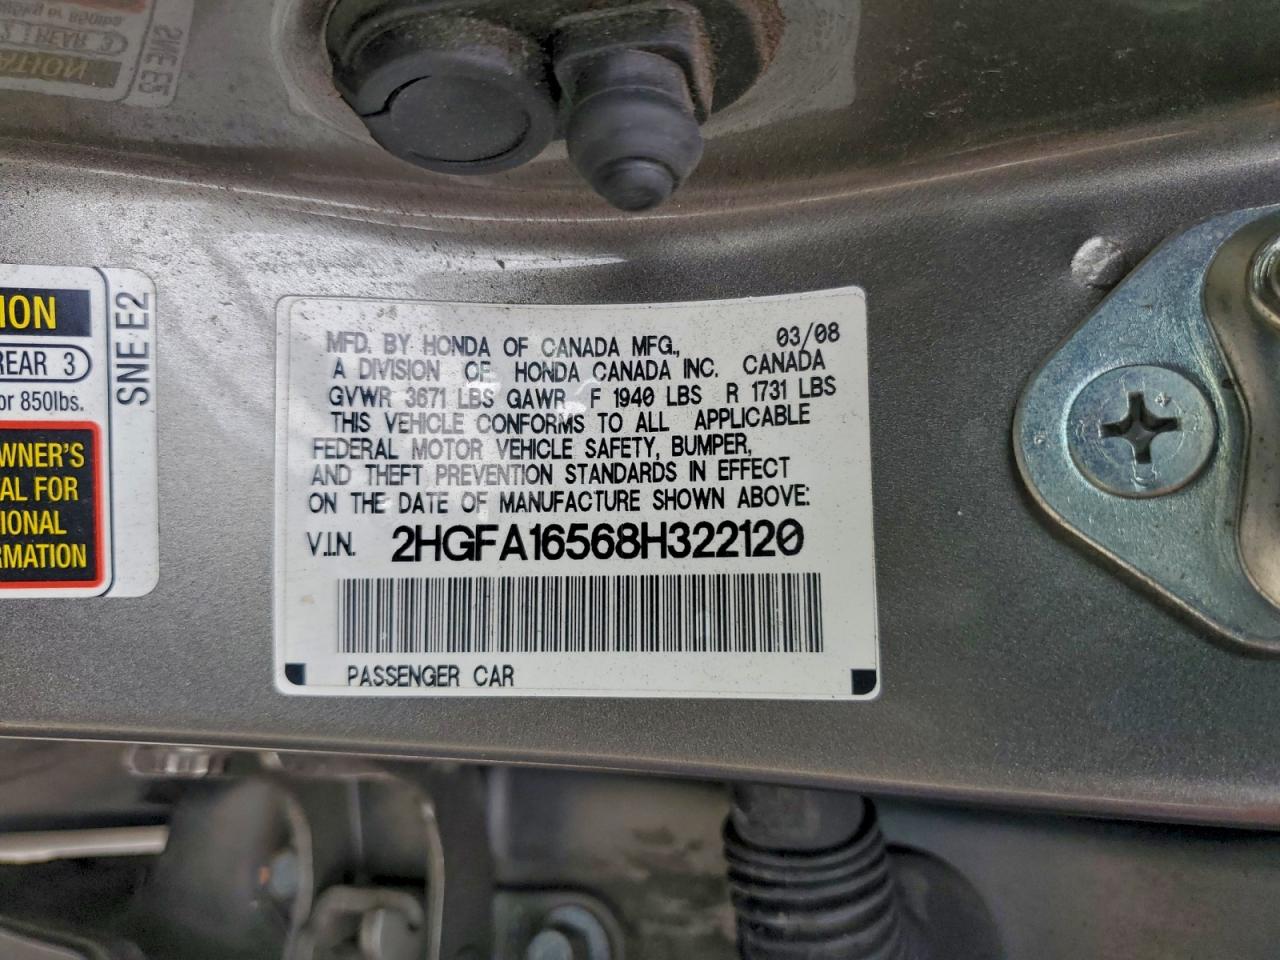 ION
REAR 3
or 850lbs.
WNER'S
AL FOR
IONAL
RMATION
SNE E2
MFD. BY HONDA OF CANADA MFG., 03/08
A DIVISION OF HONDA CANADA INC. CANADA
GVWR 3671 LBS GAWR F 1940 LBS R 1731 LBS
THIS VEHICLE CONFORMS TO ALL APPLICABLE
FEDERAL MOTOR VEHICLE SAFETY, BUMPER,
AND THEFT PREVENTION STANDARDS IN EFFECT
ON THE DATE OF MANUFACTURE SHOWN ABOVE:
V.I.N. 2HGFA16568H322120
PASSENGER CAR